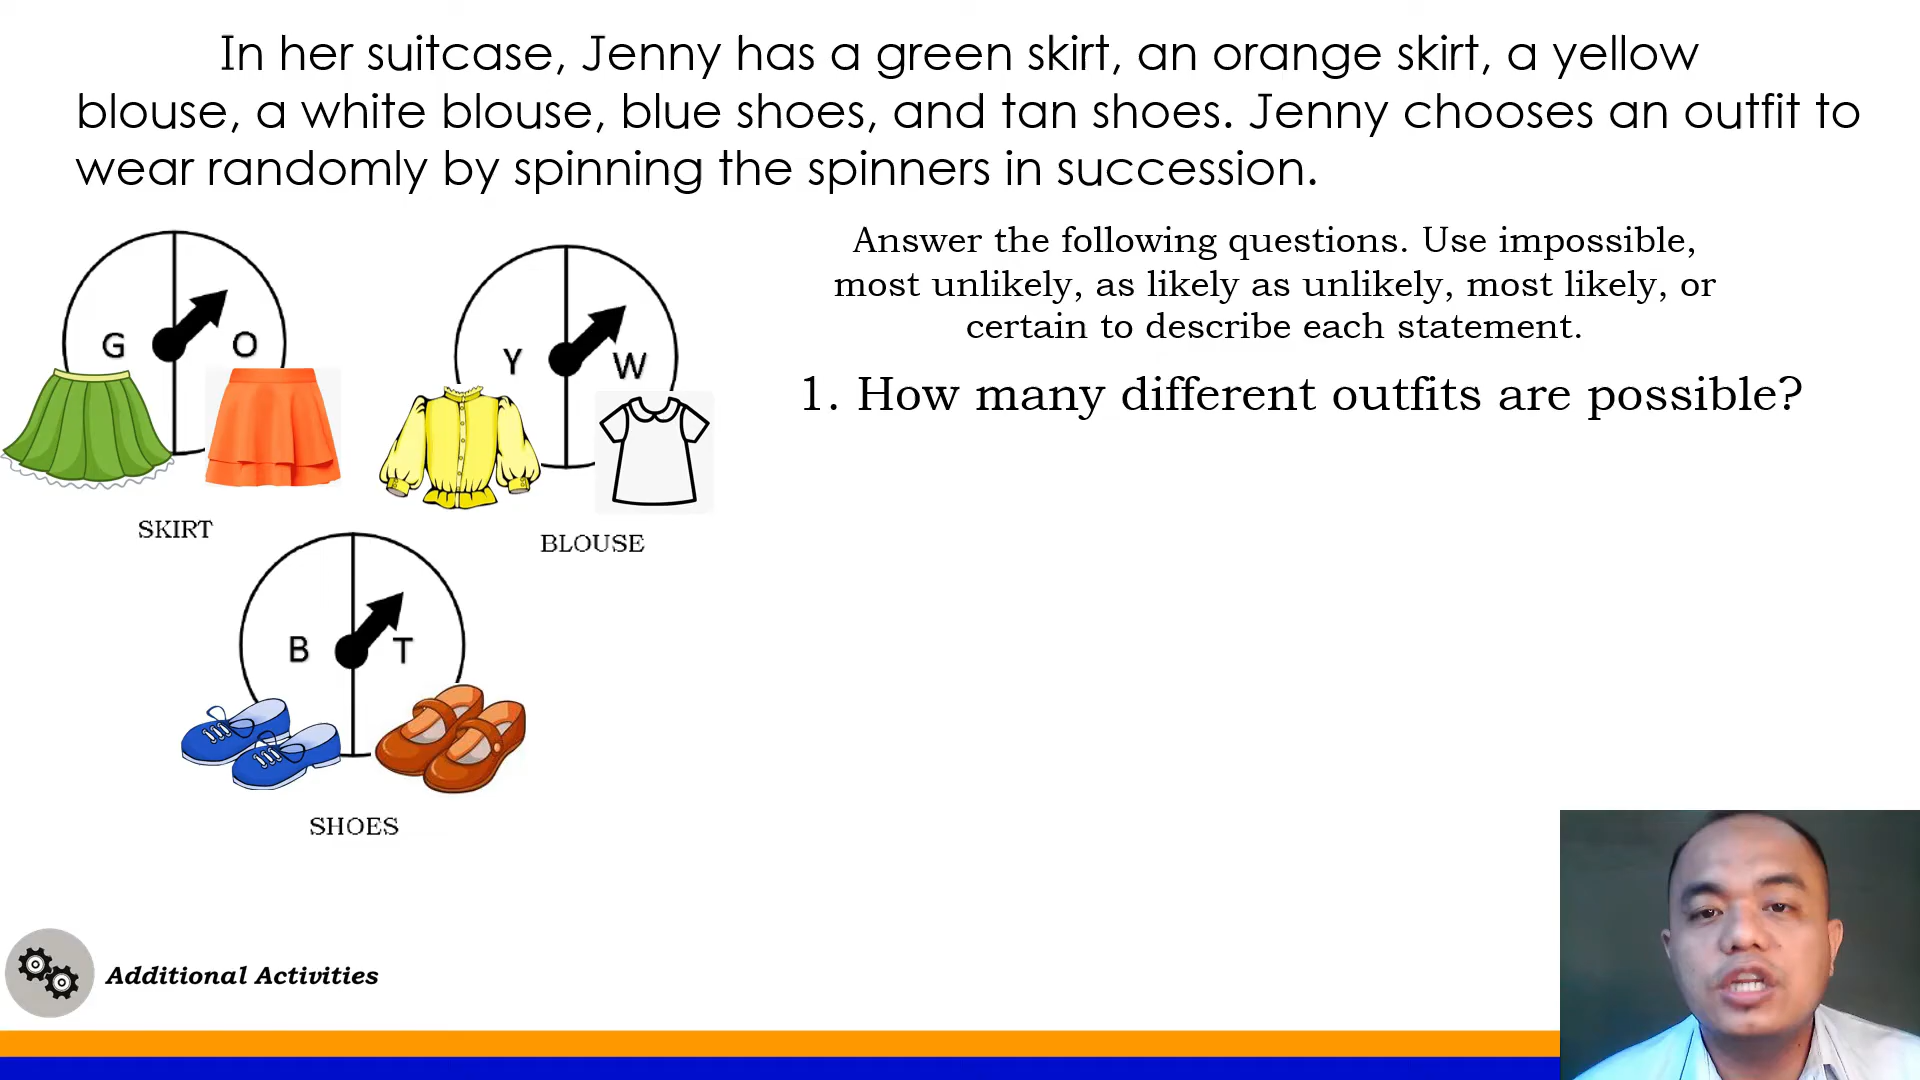 In her suitcase, Jenny has a green skirt, an orange skirt, a yellow
blouse, a white blouse, blue shoes, and tan shoes. Jenny chooses an outfit to
wear randomly by spinning the spinners in succession.
Answer the following questions. Use impossible,
most unlikely, as likely as unlikely, most likely, or
certain to describe each statement.
1. How many different outfits are possible?
G O
SKIRT
Y W
BLOUSE
B T
SHOES
Additional Activities